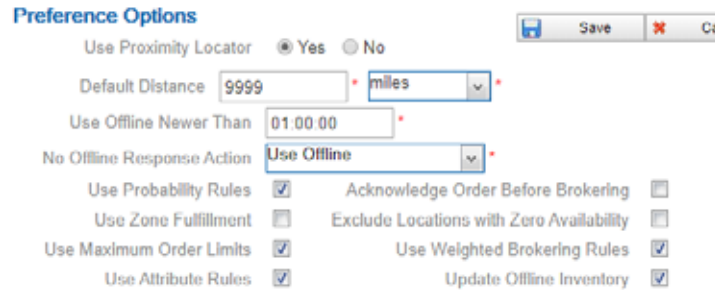 Preference Options
Save
Use Proximity Locator Yes No
Default Distance 9999 * miles *
Use Offline Newer Than 01:00:00 *
No Offline Response Action Use Offline *
Use Probability Rules Acknowledge Order Before Brokering
Use Zone Fulfillment Exclude Locations with Zero Availability
Use Maximum Order Limits Use Weighted Brokering Rules
Use Attribute Rules Update Offline Inventory